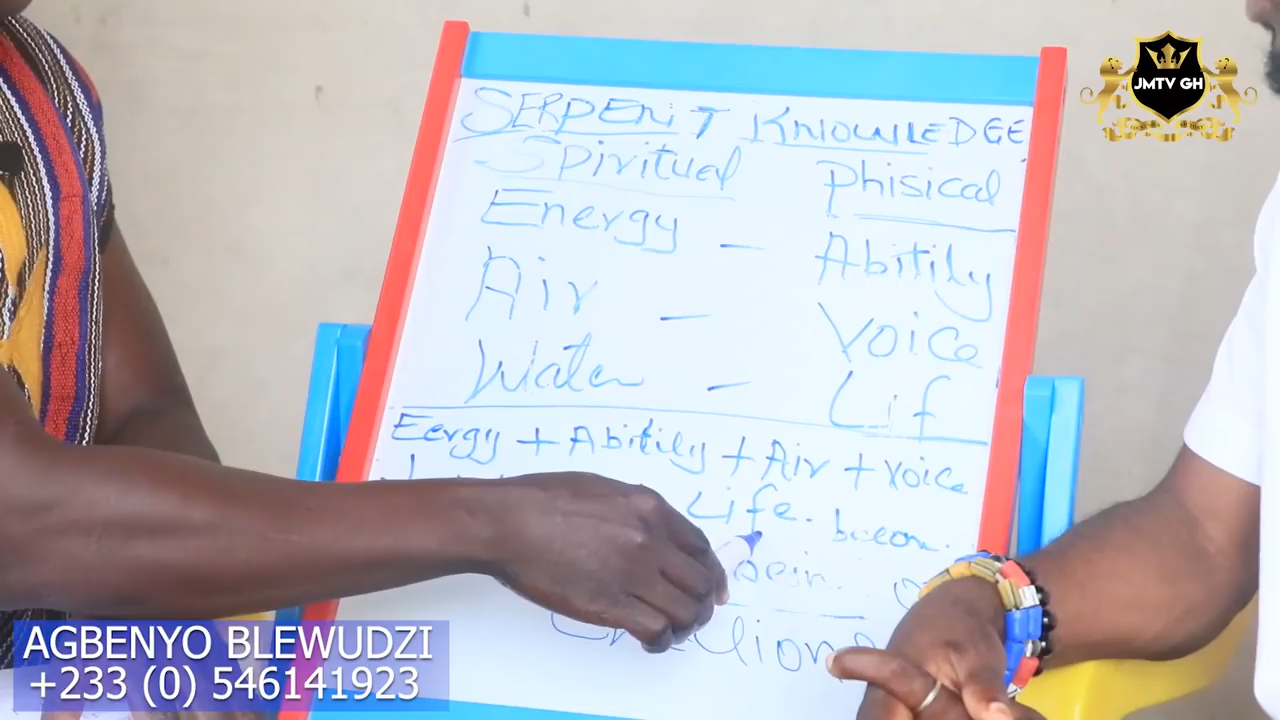 JMTV GH
SERPENT KNOWLEDGE
Spiritual Phisical
Energy - Abitily
Air - Voice
Water - Lif
Eergy + Abitily + Air + Voice
Life.
AGBENYO BLEWUDZI
+233 (0) 546141923